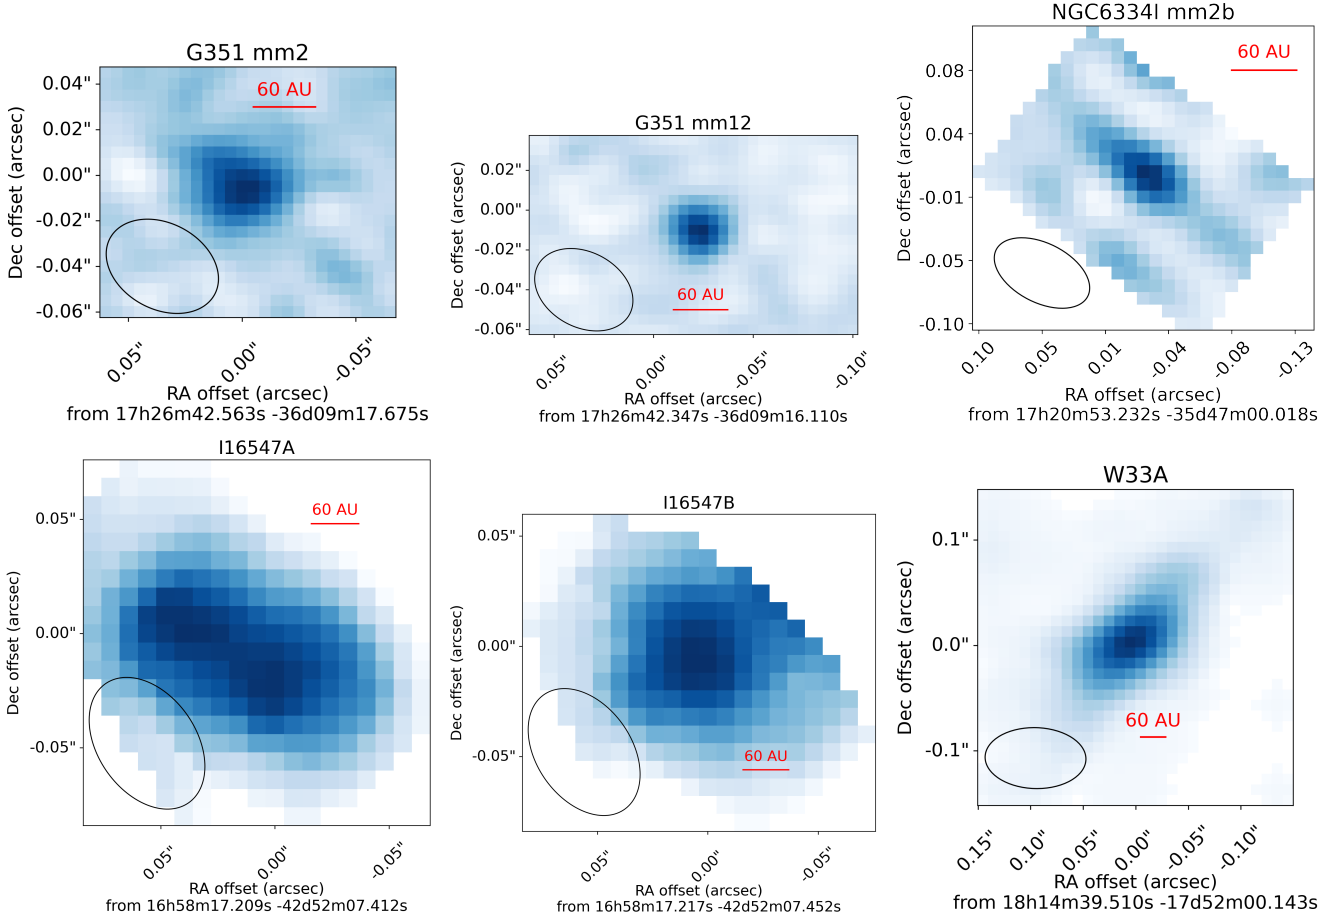 G351 mm2
60 AU
0.04"
0.02"
0.00"
-0.02"
-0.04"
-0.06"
Dec offset (arcsec)
0.05"
0.00"
-0.05"
RA offset (arcsec)
from 17h26m42.563s -36d09m17.675s
G351 mm12
0.02"
0.00"
-0.02"
-0.04"
-0.06"
Dec offset (arcsec)
60 AU
0.05"
0.00"
-0.05"
-0.10"
RA offset (arcsec)
from 17h26m42.347s -36d09m16.110s
NGC6334I mm2b
60 AU
0.08
0.04
-0.01
-0.05
-0.10
Dec offset (arcsec)
0.10
0.05
0.01
-0.04
-0.08
-0.13
RA offset (arcsec)
from 17h20m53.232s -35d47m00.018s
I16547A
60 AU
0.05"
0.00"
-0.05"
Dec offset (arcsec)
0.05"
0.00"
-0.05"
RA offset (arcsec)
from 16h58m17.209s -42d52m07.412s
I16547B
0.05"
0.00"
-0.05"
Dec offset (arcsec)
60 AU
0.05"
0.00"
-0.05"
RA offset (arcsec)
from 16h58m17.217s -42d52m07.452s
W33A
0.1"
0.0"
-0.1"
Dec offset (arcsec)
60 AU
0.15"
0.10"
0.05"
0.00"
-0.05"
-0.10"
RA offset (arcsec)
from 18h14m39.510s -17d52m00.143s